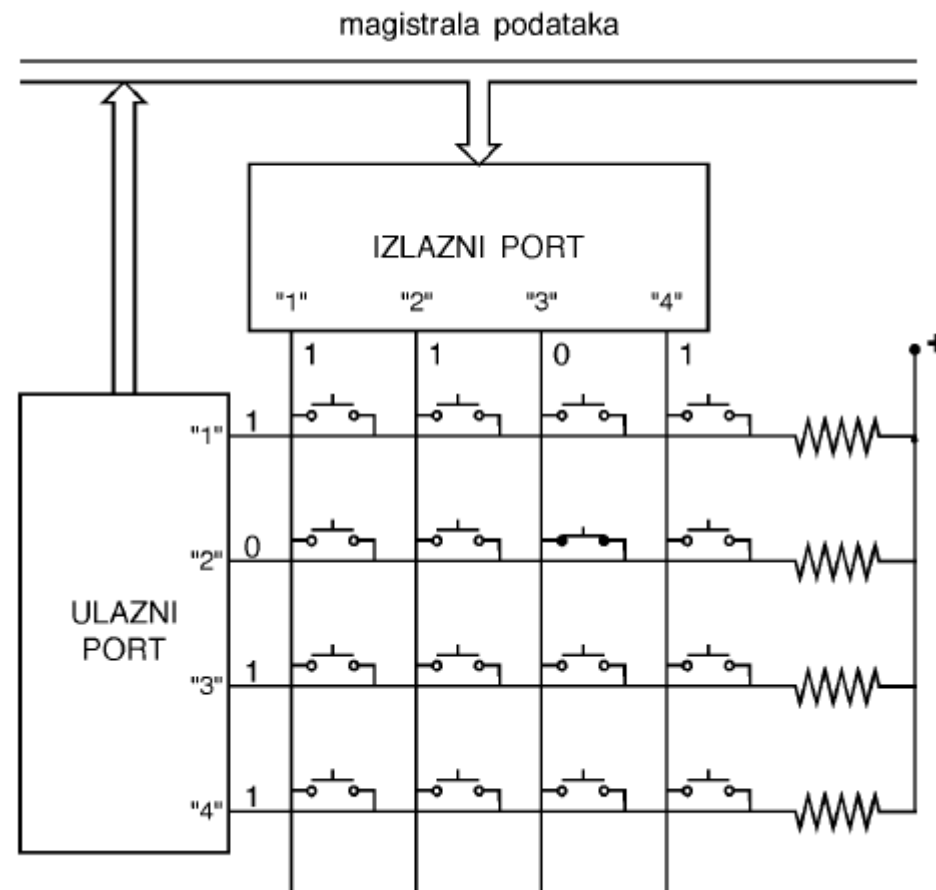 magistrala podataka
IZLAZNI PORT
"1" "2" "3" "4"
1 1 0 1
+
"1" 1
"2" 0
ULAZNI
PORT
"3" 1
"4" 1